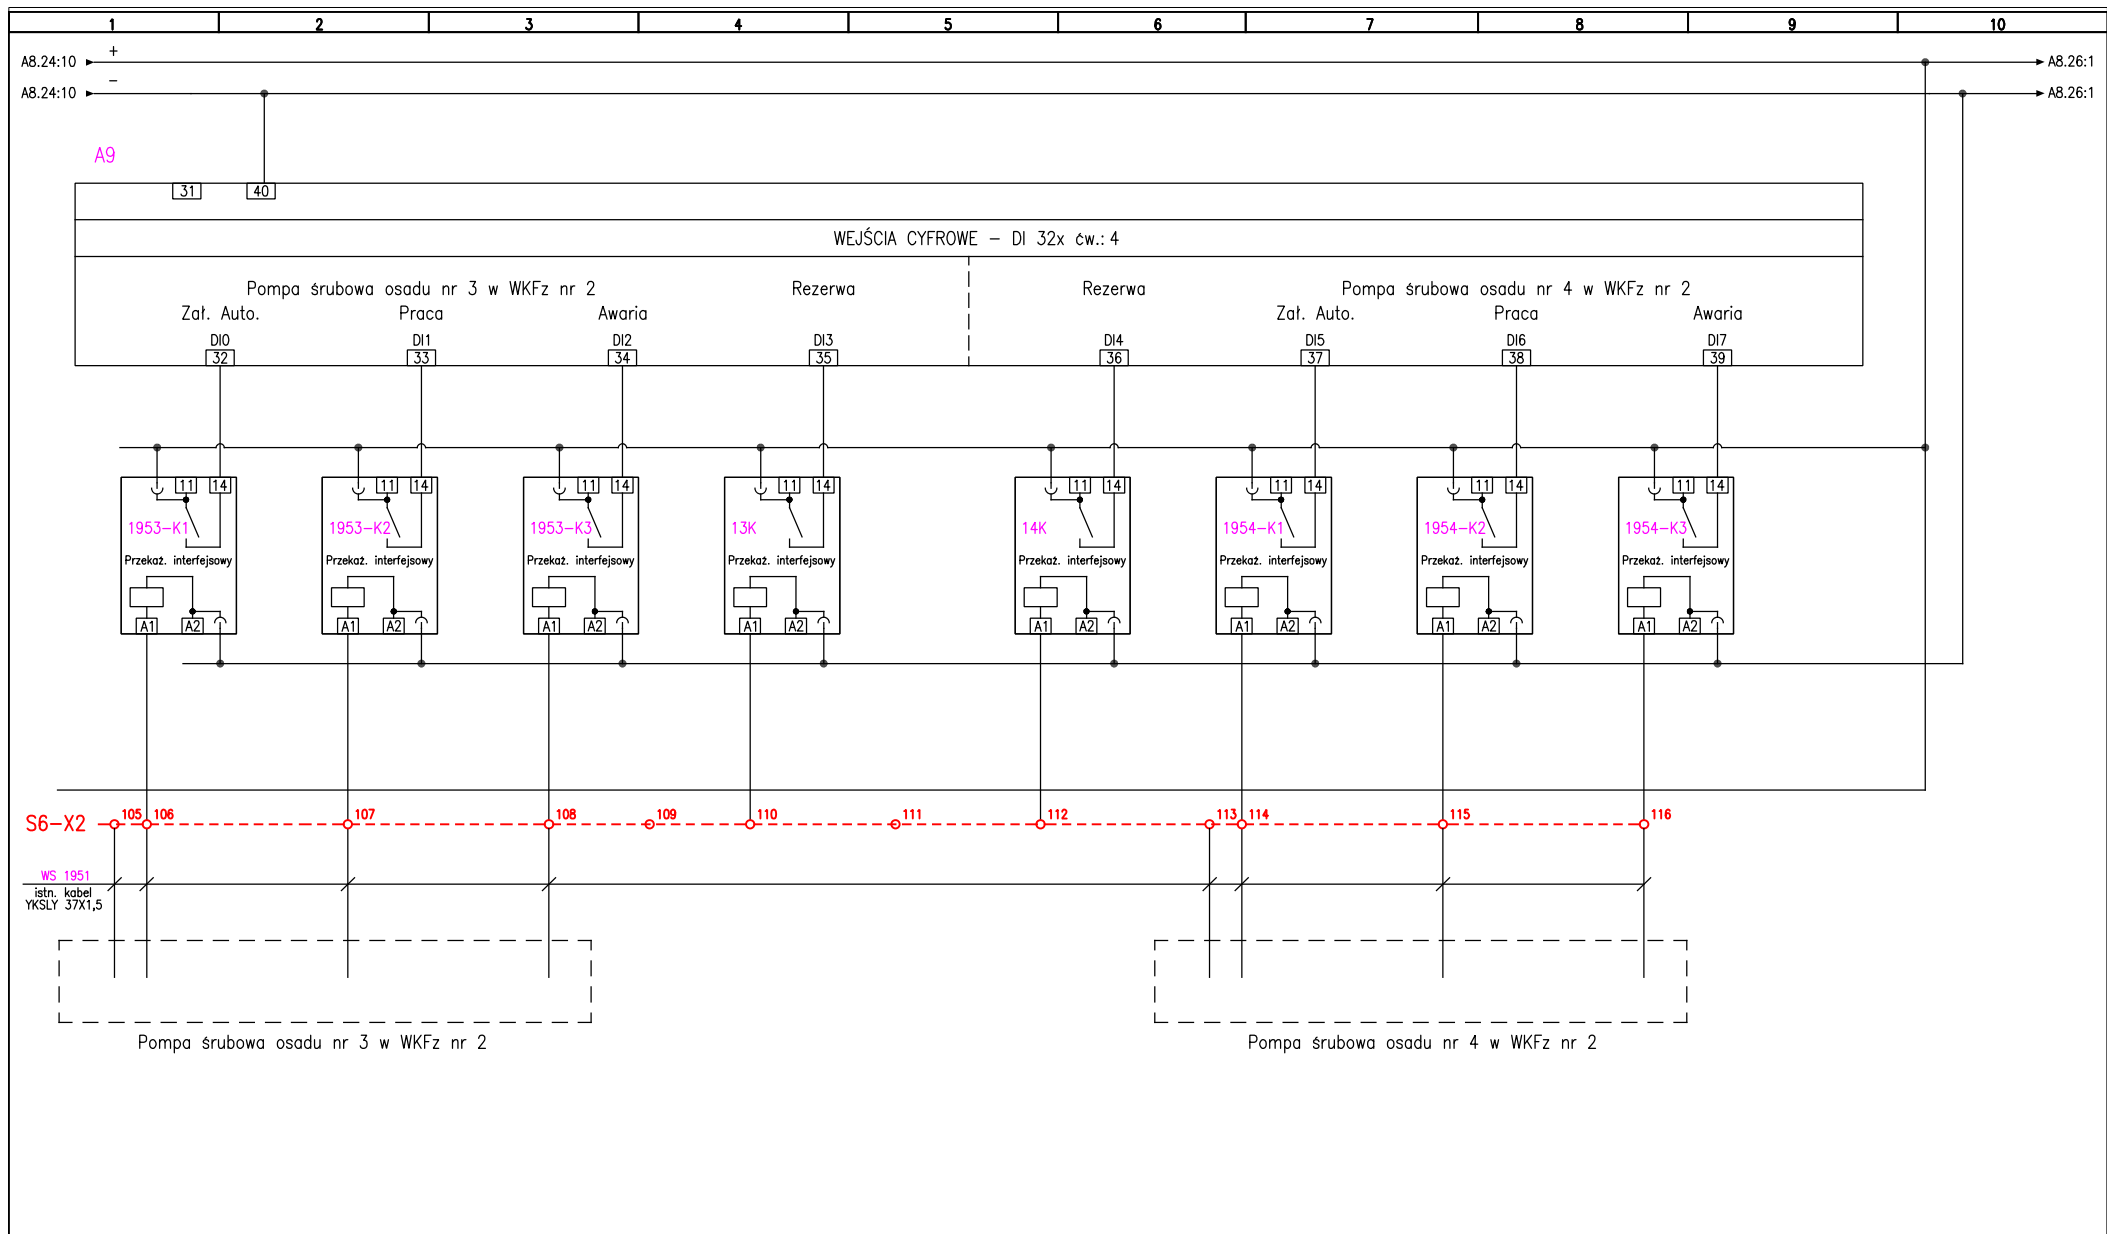 1 2 3 4 5 6 7 8 9 10
+
A8.24:10 A8.26:1
–
A8.24:10 A8.26:1
A9
31 40
WEJŚCIA CYFROWE – DI 32x ćw.: 4
Pompa śrubowa osadu nr 3 w WKFz nr 2 Rezerwa Rezerwa Pompa śrubowa osadu nr 4 w WKFz nr 2
Zał. Auto. Praca Awaria Zał. Auto. Praca Awaria
DI0 DI1 DI2 DI3 DI4 DI5 DI6 DI7
32 33 34 35 36 37 38 39
11 14 11 14 11 14 11 14 11 14 11 14 11 14 11 14
1953–K1 1953–K2 1953–K3 13K 14K 1954–K1 1954–K2 1954–K3
Przekaż. interfejsowy Przekaż. interfejsowy Przekaż. interfejsowy Przekaż. interfejsowy Przekaż. interfejsowy Przekaż. interfejsowy Przekaż. interfejsowy Przekaż. interfejsowy
A1 A2 A1 A2 A1 A2 A1 A2 A1 A2 A1 A2 A1 A2 A1 A2
S6–X2 105 106 107 108 109 110 111 112 113 114 115 116
WS 1951
istn. kabel
YKSLY 37X1,5
Pompa śrubowa osadu nr 3 w WKFz nr 2 Pompa śrubowa osadu nr 4 w WKFz nr 2